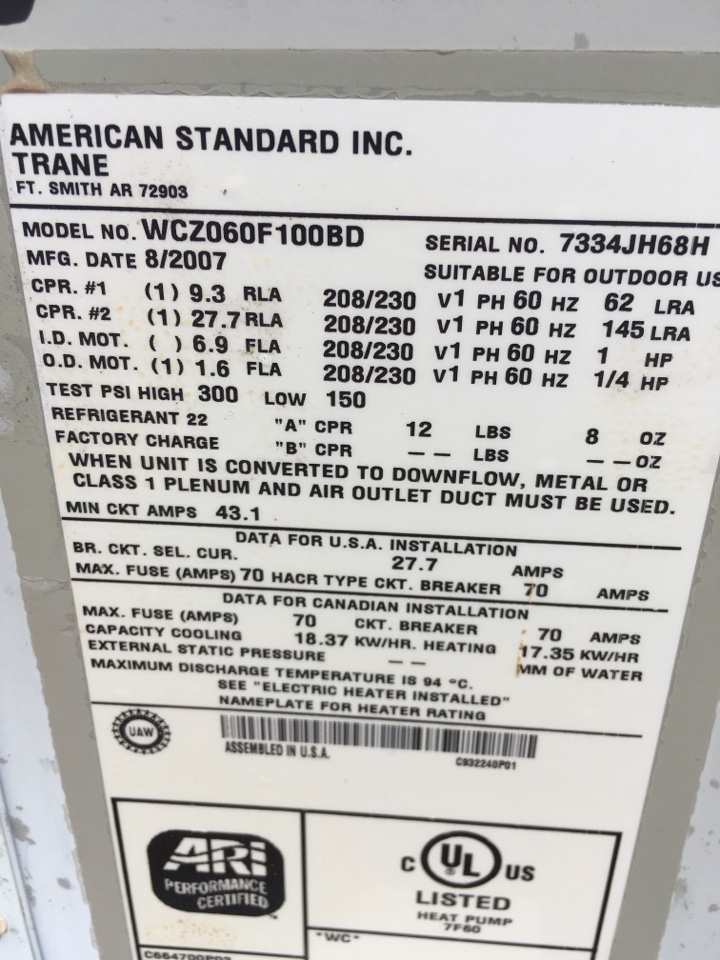 AMERICAN STANDARD INC.
TRANE
FT. SMITH AR 72903
MODEL NO. WCZ060F100BD SERIAL NO. 7334JH68H
MFG. DATE 8/2007 SUITABLE FOR OUTDOOR US
CPR. #1 (1) 9.3 RLA 208/230 V1 PH 60 HZ 62 LRA
CPR. #2 (1) 27.7 RLA 208/230 V1 PH 60 HZ 145 LRA
I.D. MOT. ( ) 6.9 FLA 208/230 V1 PH 60 HZ 1 HP
O.D. MOT. (1) 1.6 FLA 208/230 V1 PH 60 HZ 1/4 HP
TEST PSI HIGH 300 LOW 150
REFRIGERANT 22 "A" CPR 12 LBS 8 OZ
FACTORY CHARGE "B" CPR -- LBS --OZ
WHEN UNIT IS CONVERTED TO DOWNFLOW, METAL OR
CLASS 1 PLENUM AND AIR OUTLET DUCT MUST BE USED.
MIN CKT AMPS 43.1
DATA FOR U.S.A. INSTALLATION
BR. CKT. SEL. CUR. 27.7 AMPS
MAX. FUSE (AMPS) 70 HACR TYPE CKT. BREAKER 70 AMPS
DATA FOR CANADIAN INSTALLATION
MAX. FUSE (AMPS) 70 CKT. BREAKER 70 AMPS
CAPACITY COOLING 18.37 KW/HR. HEATING 17.35 KW/HR
EXTERNAL STATIC PRESSURE -- MM OF WATER
MAXIMUM DISCHARGE TEMPERATURE IS 94 °C.
SEE "ELECTRIC HEATER INSTALLED"
NAMEPLATE FOR HEATER RATING
UAW
ASSEMBLED IN U.S.A. C932240P01
ARI
PERFORMANCE
CERTIFIED
TM
C UL US
LISTED
HEAT PUMP
7F60
"WC"